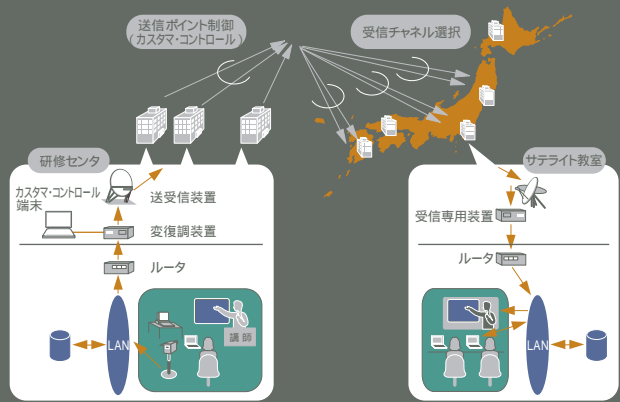 送信ポイント制御
（カスタマ・コントロール）
受信チャネル選択
研修センタ
カスタマ・コントロール
端末
送受信装置
変復調装置
ルータ
LAN
講師
サテライト教室
受信専用装置
ルータ
LAN